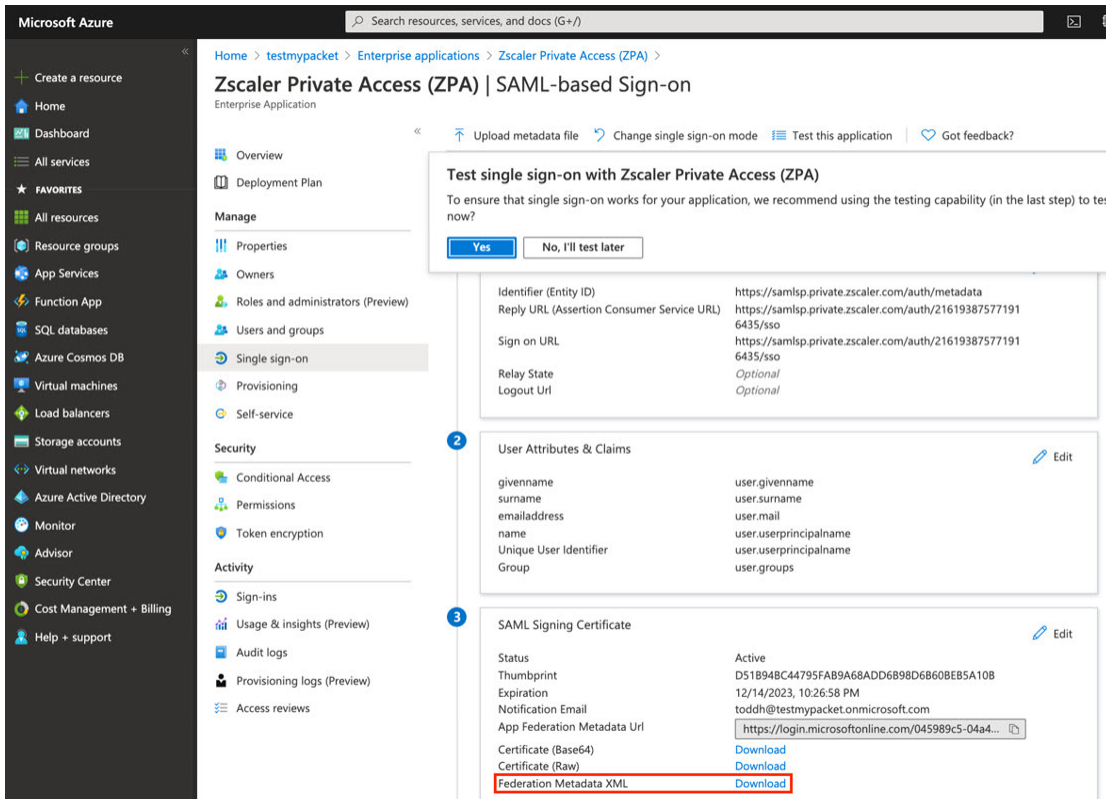 Microsoft Azure
Search resources, services, and docs (G+/)
Create a resource
Home
Dashboard
All services
FAVORITES
All resources
Resource groups
App Services
Function App
SQL databases
Azure Cosmos DB
Virtual machines
Load balancers
Storage accounts
Virtual networks
Azure Active Directory
Monitor
Advisor
Security Center
Cost Management + Billing
Help + support
Home > testmypacket > Enterprise applications > Zscaler Private Access (ZPA) >
Zscaler Private Access (ZPA) | SAML-based Sign-on
Enterprise Application
Overview
Deployment Plan
Manage
Properties
Owners
Roles and administrators (Preview)
Users and groups
Single sign-on
Provisioning
Self-service
Security
Conditional Access
Permissions
Token encryption
Activity
Sign-ins
Usage & insights (Preview)
Audit logs
Provisioning logs (Preview)
Access reviews
Upload metadata file Change single sign-on mode Test this application Got feedback?
Test single sign-on with Zscaler Private Access (ZPA)
To ensure that single sign-on works for your application, we recommend using the testing capability (in the last step) to tes
now?
Yes No, I'll test later
Identifier (Entity ID) https://samlsp.private.zscaler.com/auth/metadata
Reply URL (Assertion Consumer Service URL) https://samlsp.private.zscaler.com/auth/21619387577191
6435/sso
Sign on URL https://samlsp.private.zscaler.com/auth/21619387577191
6435/sso
Relay State Optional
Logout Url Optional
2
User Attributes & Claims
Edit
givenname user.givenname
surname user.surname
emailaddress user.mail
name user.userprincipalname
Unique User Identifier user.userprincipalname
Group user.groups
3
SAML Signing Certificate
Edit
Status Active
Thumbprint D51B94BC44795FAB9A68ADD6B98D6B60BEB5A10B
Expiration 12/14/2023, 10:26:58 PM
Notification Email toddh@testmypacket.onmicrosoft.com
App Federation Metadata Url https://login.microsoftonline.com/045989c5-04a4...
Certificate (Base64) Download
Certificate (Raw) Download
Federation Metadata XML Download